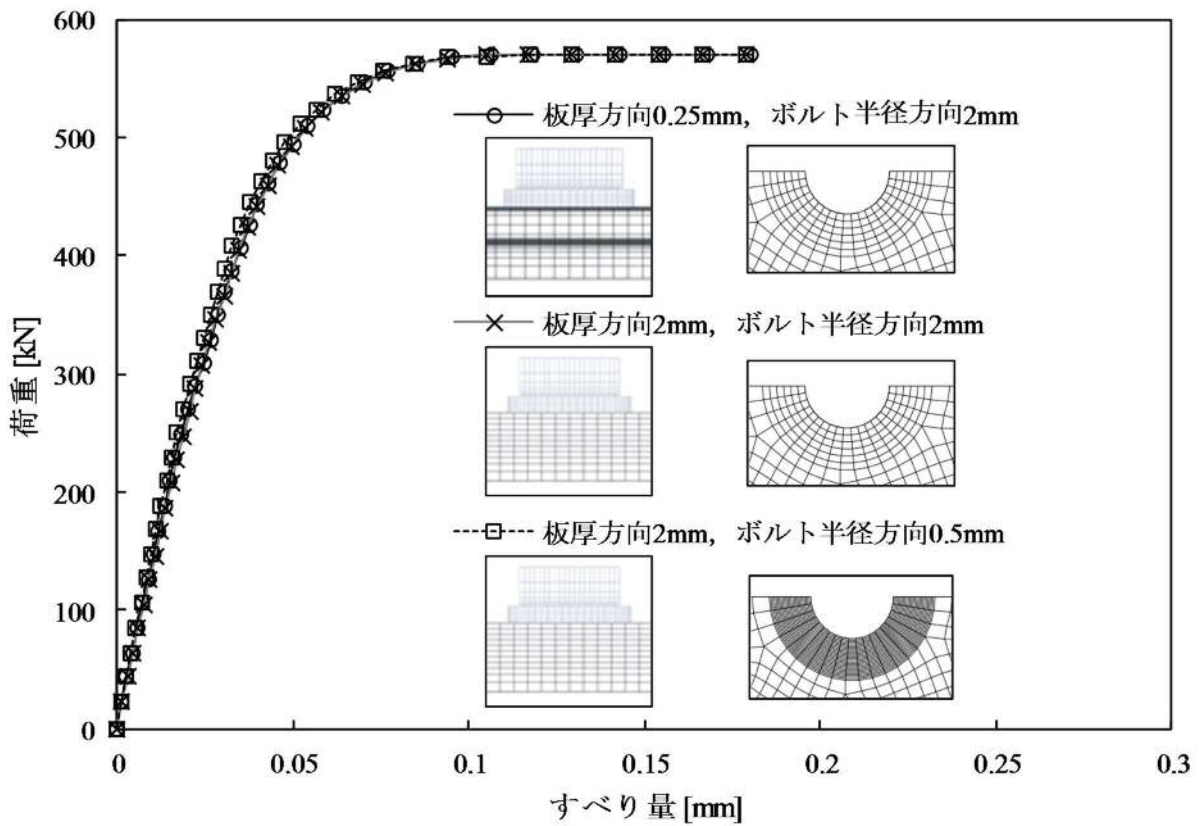 600
500
400
300
200
100
0
荷重 [kN]
板厚方向0.25mm, ボルト半径方向2mm
板厚方向2mm, ボルト半径方向2mm
板厚方向2mm, ボルト半径方向0.5mm
0 0.05 0.1 0.15 0.2 0.25 0.3
すべり量 [mm]